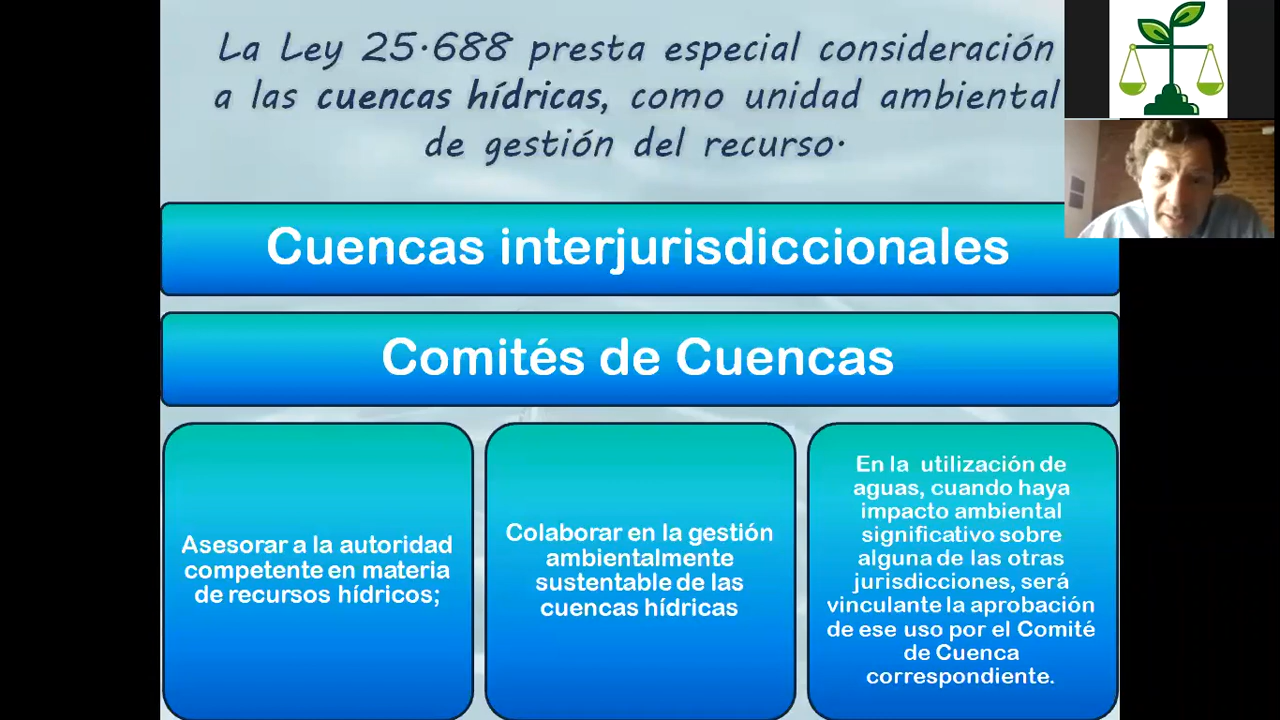 La Ley 25·688 presta especial consideración
a las cuencas hídricas, como unidad ambiental
de gestión del recurso·
Cuencas interjurisdiccionales
Comités de Cuencas
Asesorar a la autoridad
competente en materia
de recursos hídricos;
Colaborar en la gestión
ambientalmente
sustentable de las
cuencas hídricas
En la utilización de
aguas, cuando haya
impacto ambiental
significativo sobre
alguna de las otras
jurisdicciones, será
vinculante la aprobación
de ese uso por el Comité
de Cuenca
correspondiente.